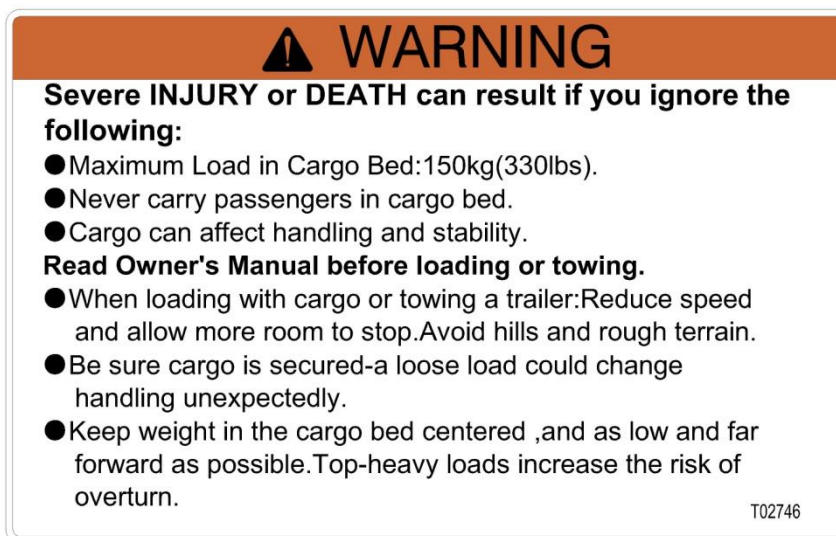 WARNING
Severe INJURY or DEATH can result if you ignore the
following:
●Maximum Load in Cargo Bed:150kg(330lbs).
●Never carry passengers in cargo bed.
●Cargo can affect handling and stability.
Read Owner's Manual before loading or towing.
●When loading with cargo or towing a trailer:Reduce speed
and allow more room to stop.Avoid hills and rough terrain.
●Be sure cargo is secured-a loose load could change
handling unexpectedly.
●Keep weight in the cargo bed centered ,and as low and far
forward as possible.Top-heavy loads increase the risk of
overturn.
T02746